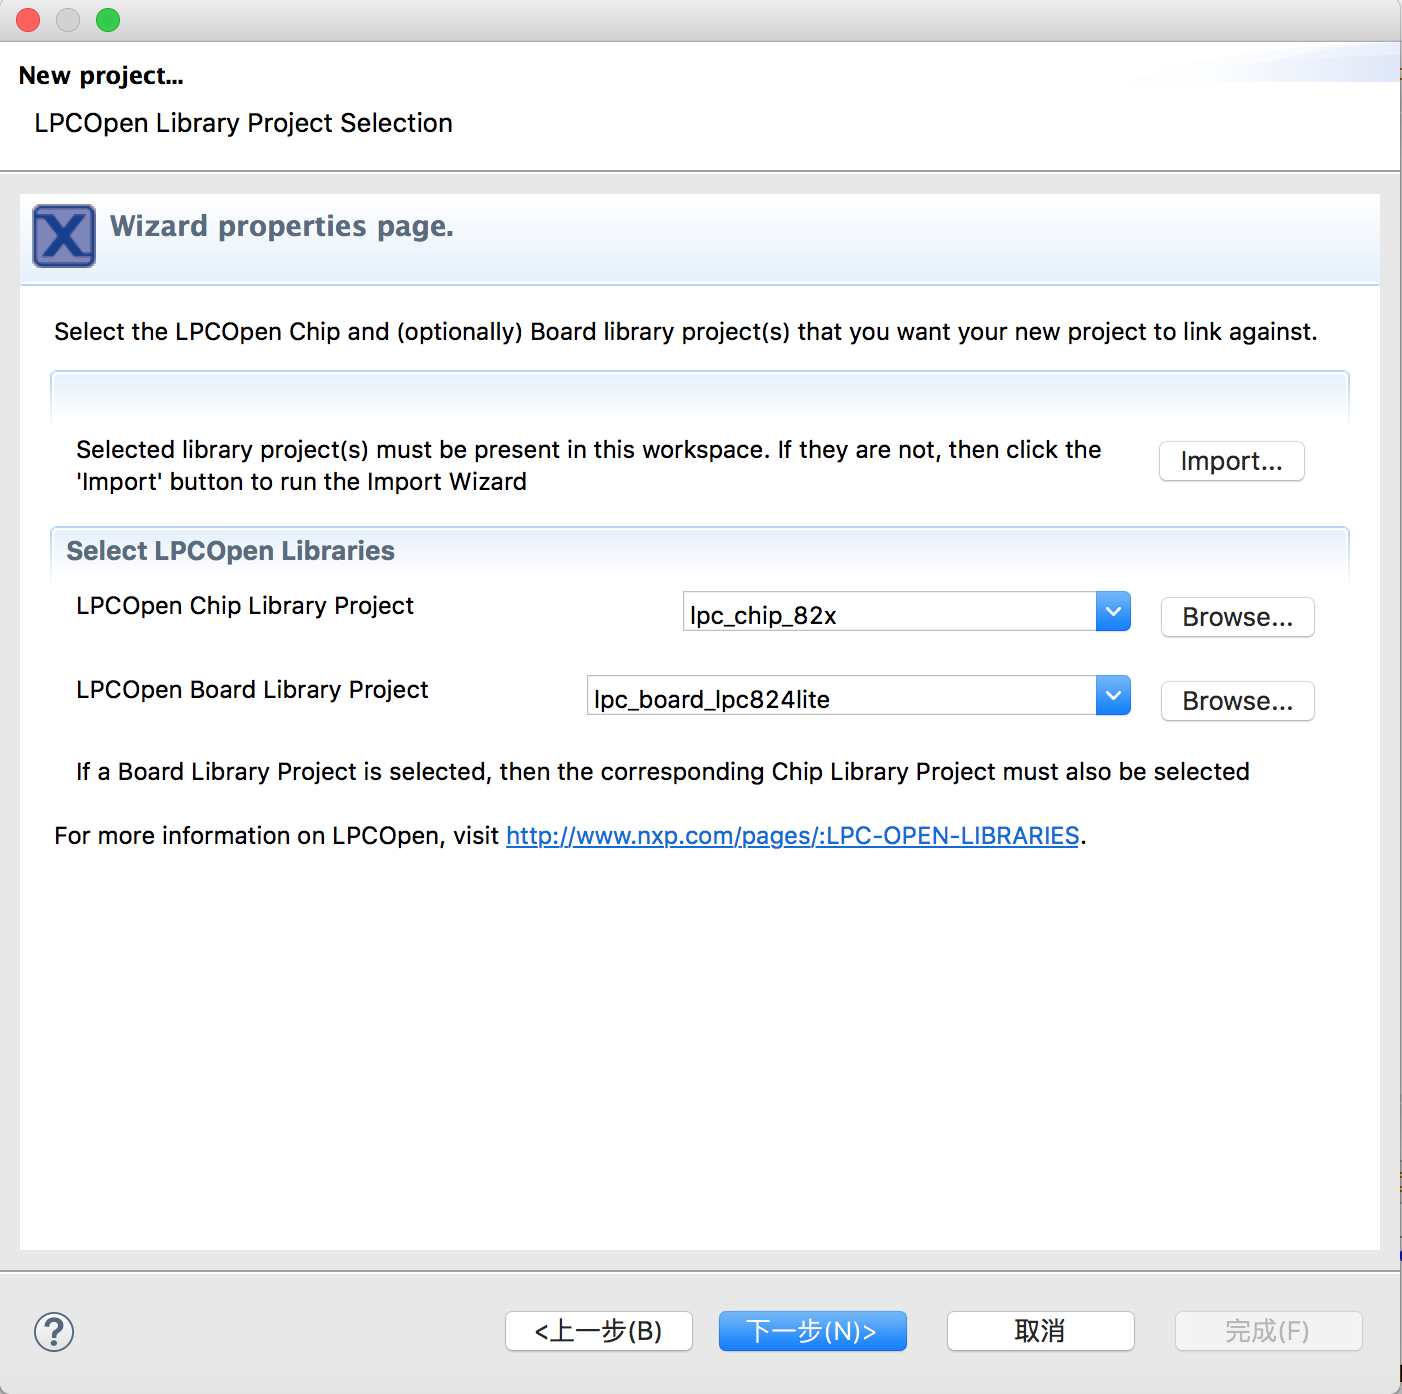 New project...
LPCOpen Library Project Selection
Wizard properties page.
Select the LPCOpen Chip and (optionally) Board library project(s) that you want your new project to link against.
Selected library project(s) must be present in this workspace. If they are not, then click the
'Import' button to run the Import Wizard
Import...
Select LPCOpen Libraries
LPCOpen Chip Library Project
lpc_chip_82x
Browse...
LPCOpen Board Library Project
lpc_board_lpc824lite
Browse...
If a Board Library Project is selected, then the corresponding Chip Library Project must also be selected
For more information on LPCOpen, visit http://www.nxp.com/pages/:LPC-OPEN-LIBRARIES.
?
<上一步(B)
下一步(N)>
取消
完成(F)